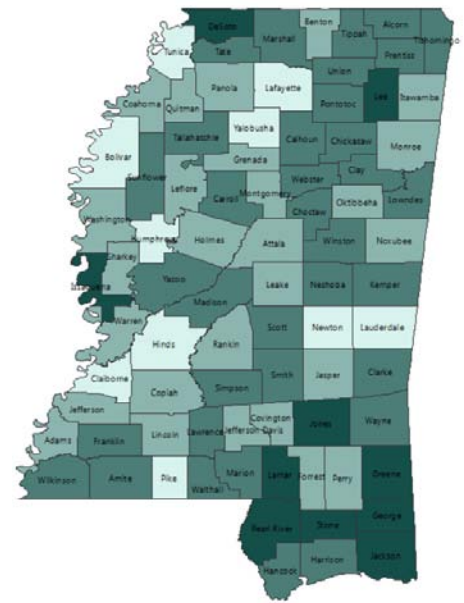 DeSoto
Benton
Alcorn
Tippah
Tishomingo
Marshall
Tunica
Tate
Prentiss
Union
Panola
Lafayette
Lee
Itawamba
Coahoma
Quitman
Pontotoc
Yalobusha
Tallahatchie
Calhoun
Chickasaw
Monroe
Bolivar
Grenada
Sunflower
Leflore
Clay
Webster
Carroll
Montgomery
Oktibbeha
Lowndes
Choctaw
Washington
Humphreys
Holmes
Attala
Winston
Noxubee
Sharkey
Issaquena
Yazoo
Leake
Neshoba
Kemper
Madison
Warren
Scott
Newton
Lauderdale
Hinds
Rankin
Claiborne
Smith
Jasper
Clarke
Simpson
Copiah
Jefferson
Covington
Jones
Wayne
Adams
Franklin
Lincoln
Lawrence
Jefferson Davis
Marion
Lamar
Forrest
Perry
Greene
Wilkinson
Amite
Pike
Walthall
George
Pearl River
Stone
Jackson
Hancock
Harrison